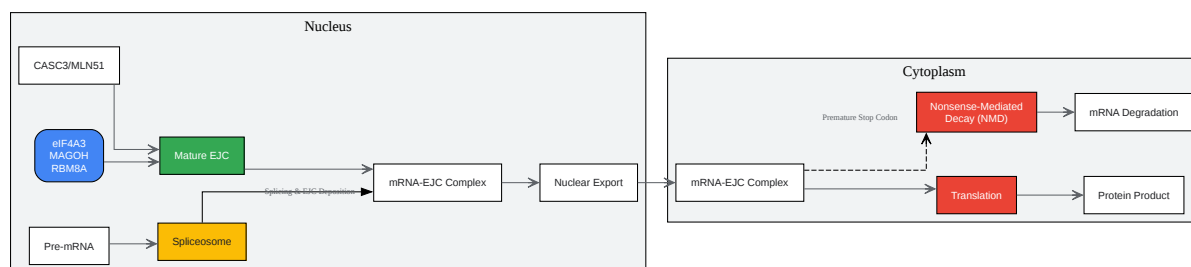 Nucleus
CASC3/MLN51
eIF4A3
MAGOH
RBM8A
Mature EJC
Splicing & EJC Deposition
Pre-mRNA
Spliceosome
mRNA-EJC Complex
Nuclear Export
Cytoplasm
mRNA-EJC Complex
Premature Stop Codon
Nonsense-Mediated
Decay (NMD)
mRNA Degradation
Translation
Protein Product